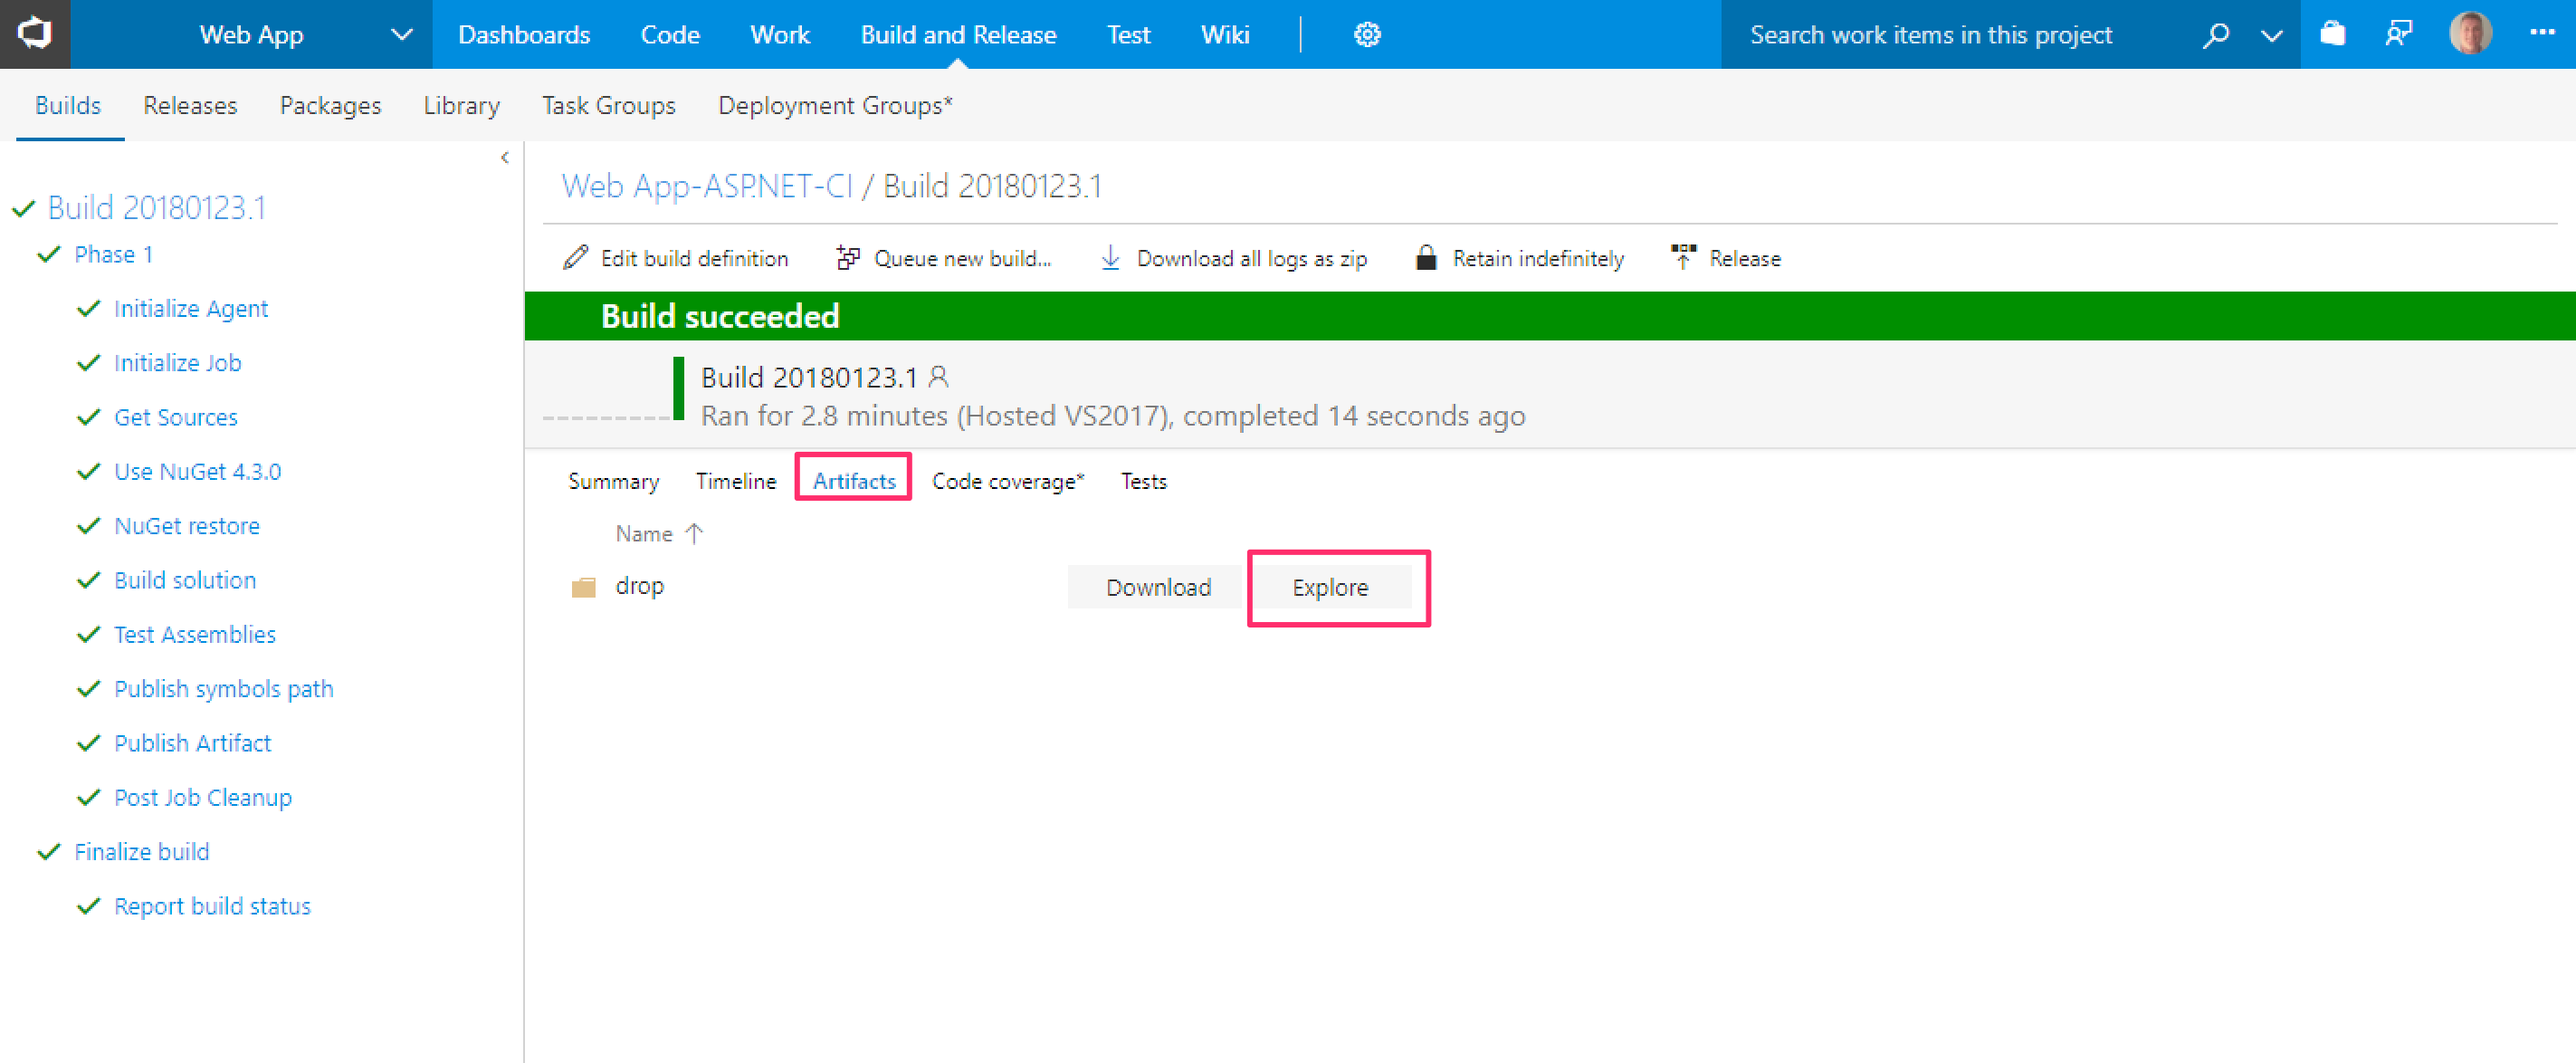 Web App Dashboards Code Work Build and Release Test Wiki Search work items in this project
Builds Releases Packages Library Task Groups Deployment Groups*
Build 20180123.1
Phase 1
Initialize Agent
Initialize Job
Get Sources
Use NuGet 4.3.0
NuGet restore
Build solution
Test Assemblies
Publish symbols path
Publish Artifact
Post Job Cleanup
Finalize build
Report build status
Web App-ASP.NET-CI / Build 20180123.1
Edit build definition Queue new build... Download all logs as zip Retain indefinitely Release
Build succeeded
Build 20180123.1
Ran for 2.8 minutes (Hosted VS2017), completed 14 seconds ago
Summary Timeline Artifacts Code coverage* Tests
Name
drop Download Explore